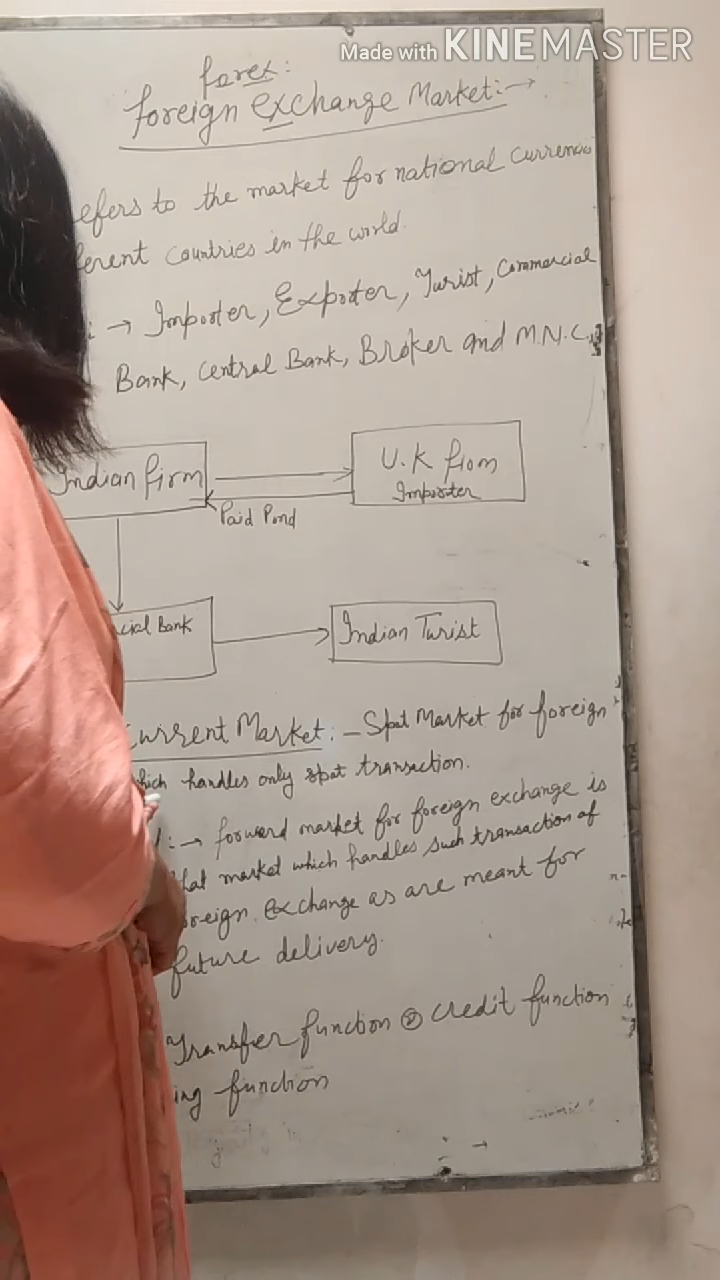 Made with KINEMASTER
forex:
foreign exchange Market:→
efers to the market for national currencies
ferent countries in the world.
: → Importer, Exporter, Turist, Commercial
Bank, Central Bank, Broker and M.N.C.
Indian firm
U.K firm
Importer
Paid Pond
cial Bank
Indian Turist
Current Market:- Spot Market for foreign
hich handles only spot transaction.
:→ forward market for foreign exchange is
that market which handles such transaction of
oreign exchange as are meant for
future delivery.
Transfer function ② Credit function
ing function